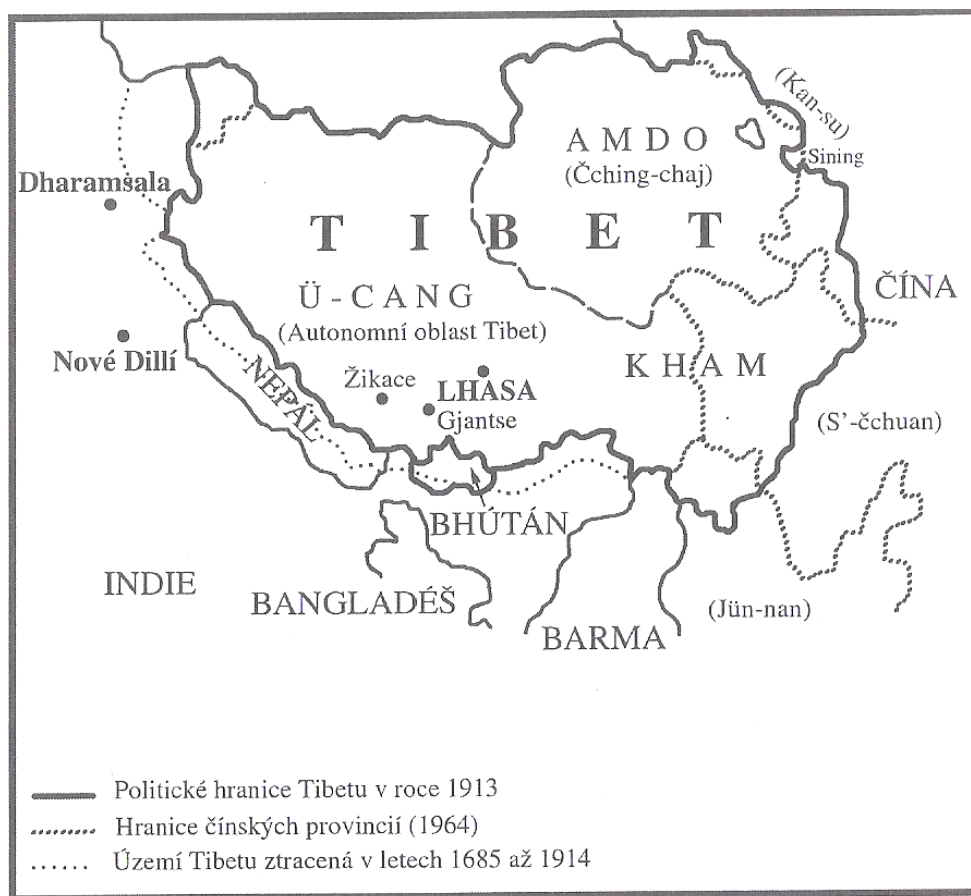 (Kan-su)
AMDO
(Čching-chaj)
Sining
Dharamsala
TIBET
Ü-CANG
(Autonomní oblast Tibet)
ČÍNA
Nové Dillí
NEPÁL
Žikace
LHASA
Gjantse
KHAM
(S’-čchuan)
BHÚTÁN
INDIE
BANGLADÉŠ
BARMA
(Jün-nan)
Politické hranice Tibetu v roce 1913
Hranice čínských provincií (1964)
Území Tibetu ztracená v letech 1685 až 1914